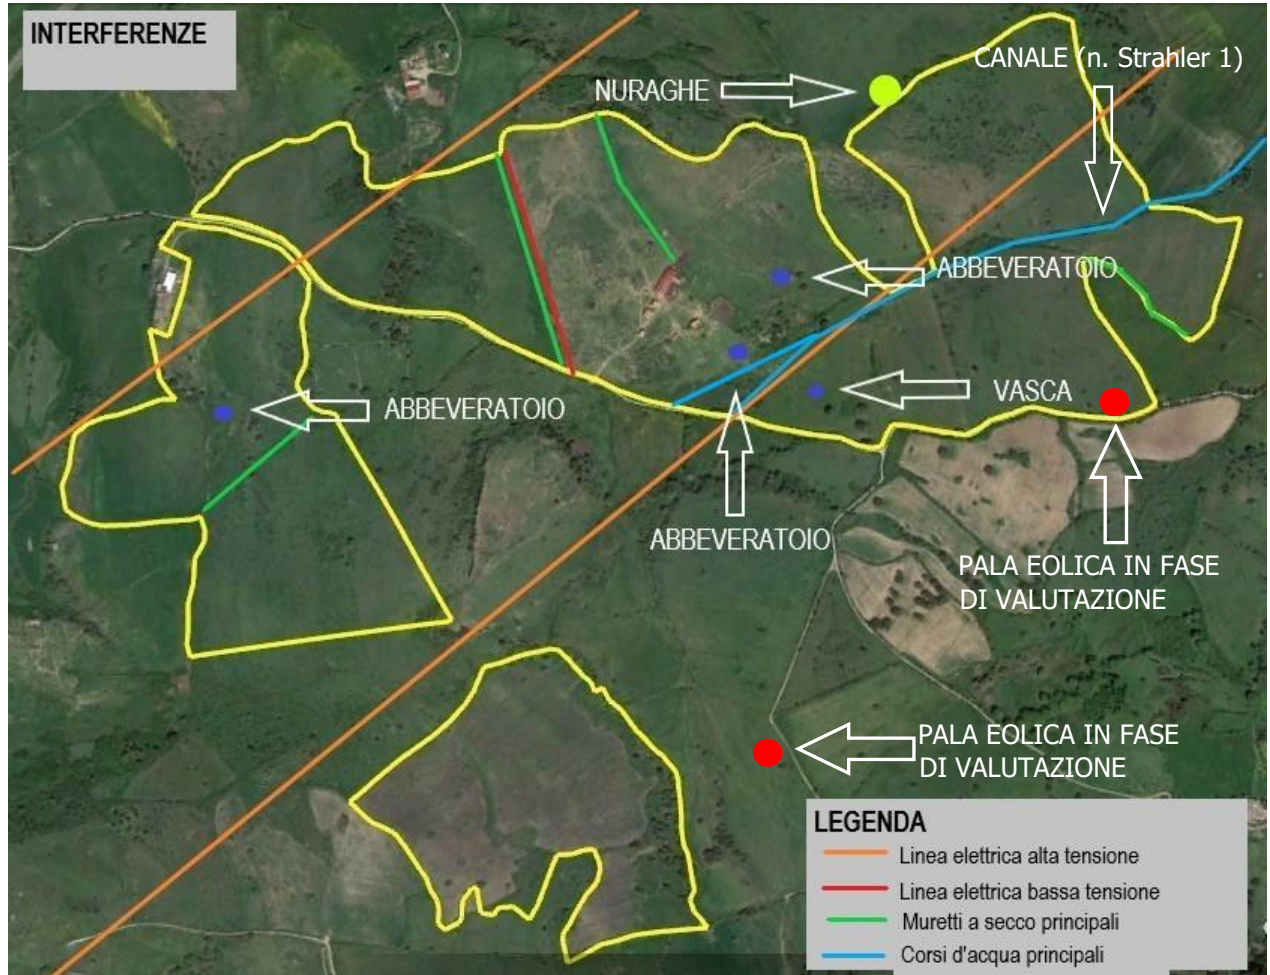 INTERFERENZE
CANALE (n. Strahler 1)
NURAGHE
ABBEVERATOIO
VASCA
ABBEVERATOIO
ABBEVERATOIO
PALA EOLICA IN FASE
DI VALUTAZIONE
PALA EOLICA IN FASE
DI VALUTAZIONE
LEGENDA
Linea elettrica alta tensione
Linea elettrica bassa tensione
Muretti a secco principali
Corsi d'acqua principali